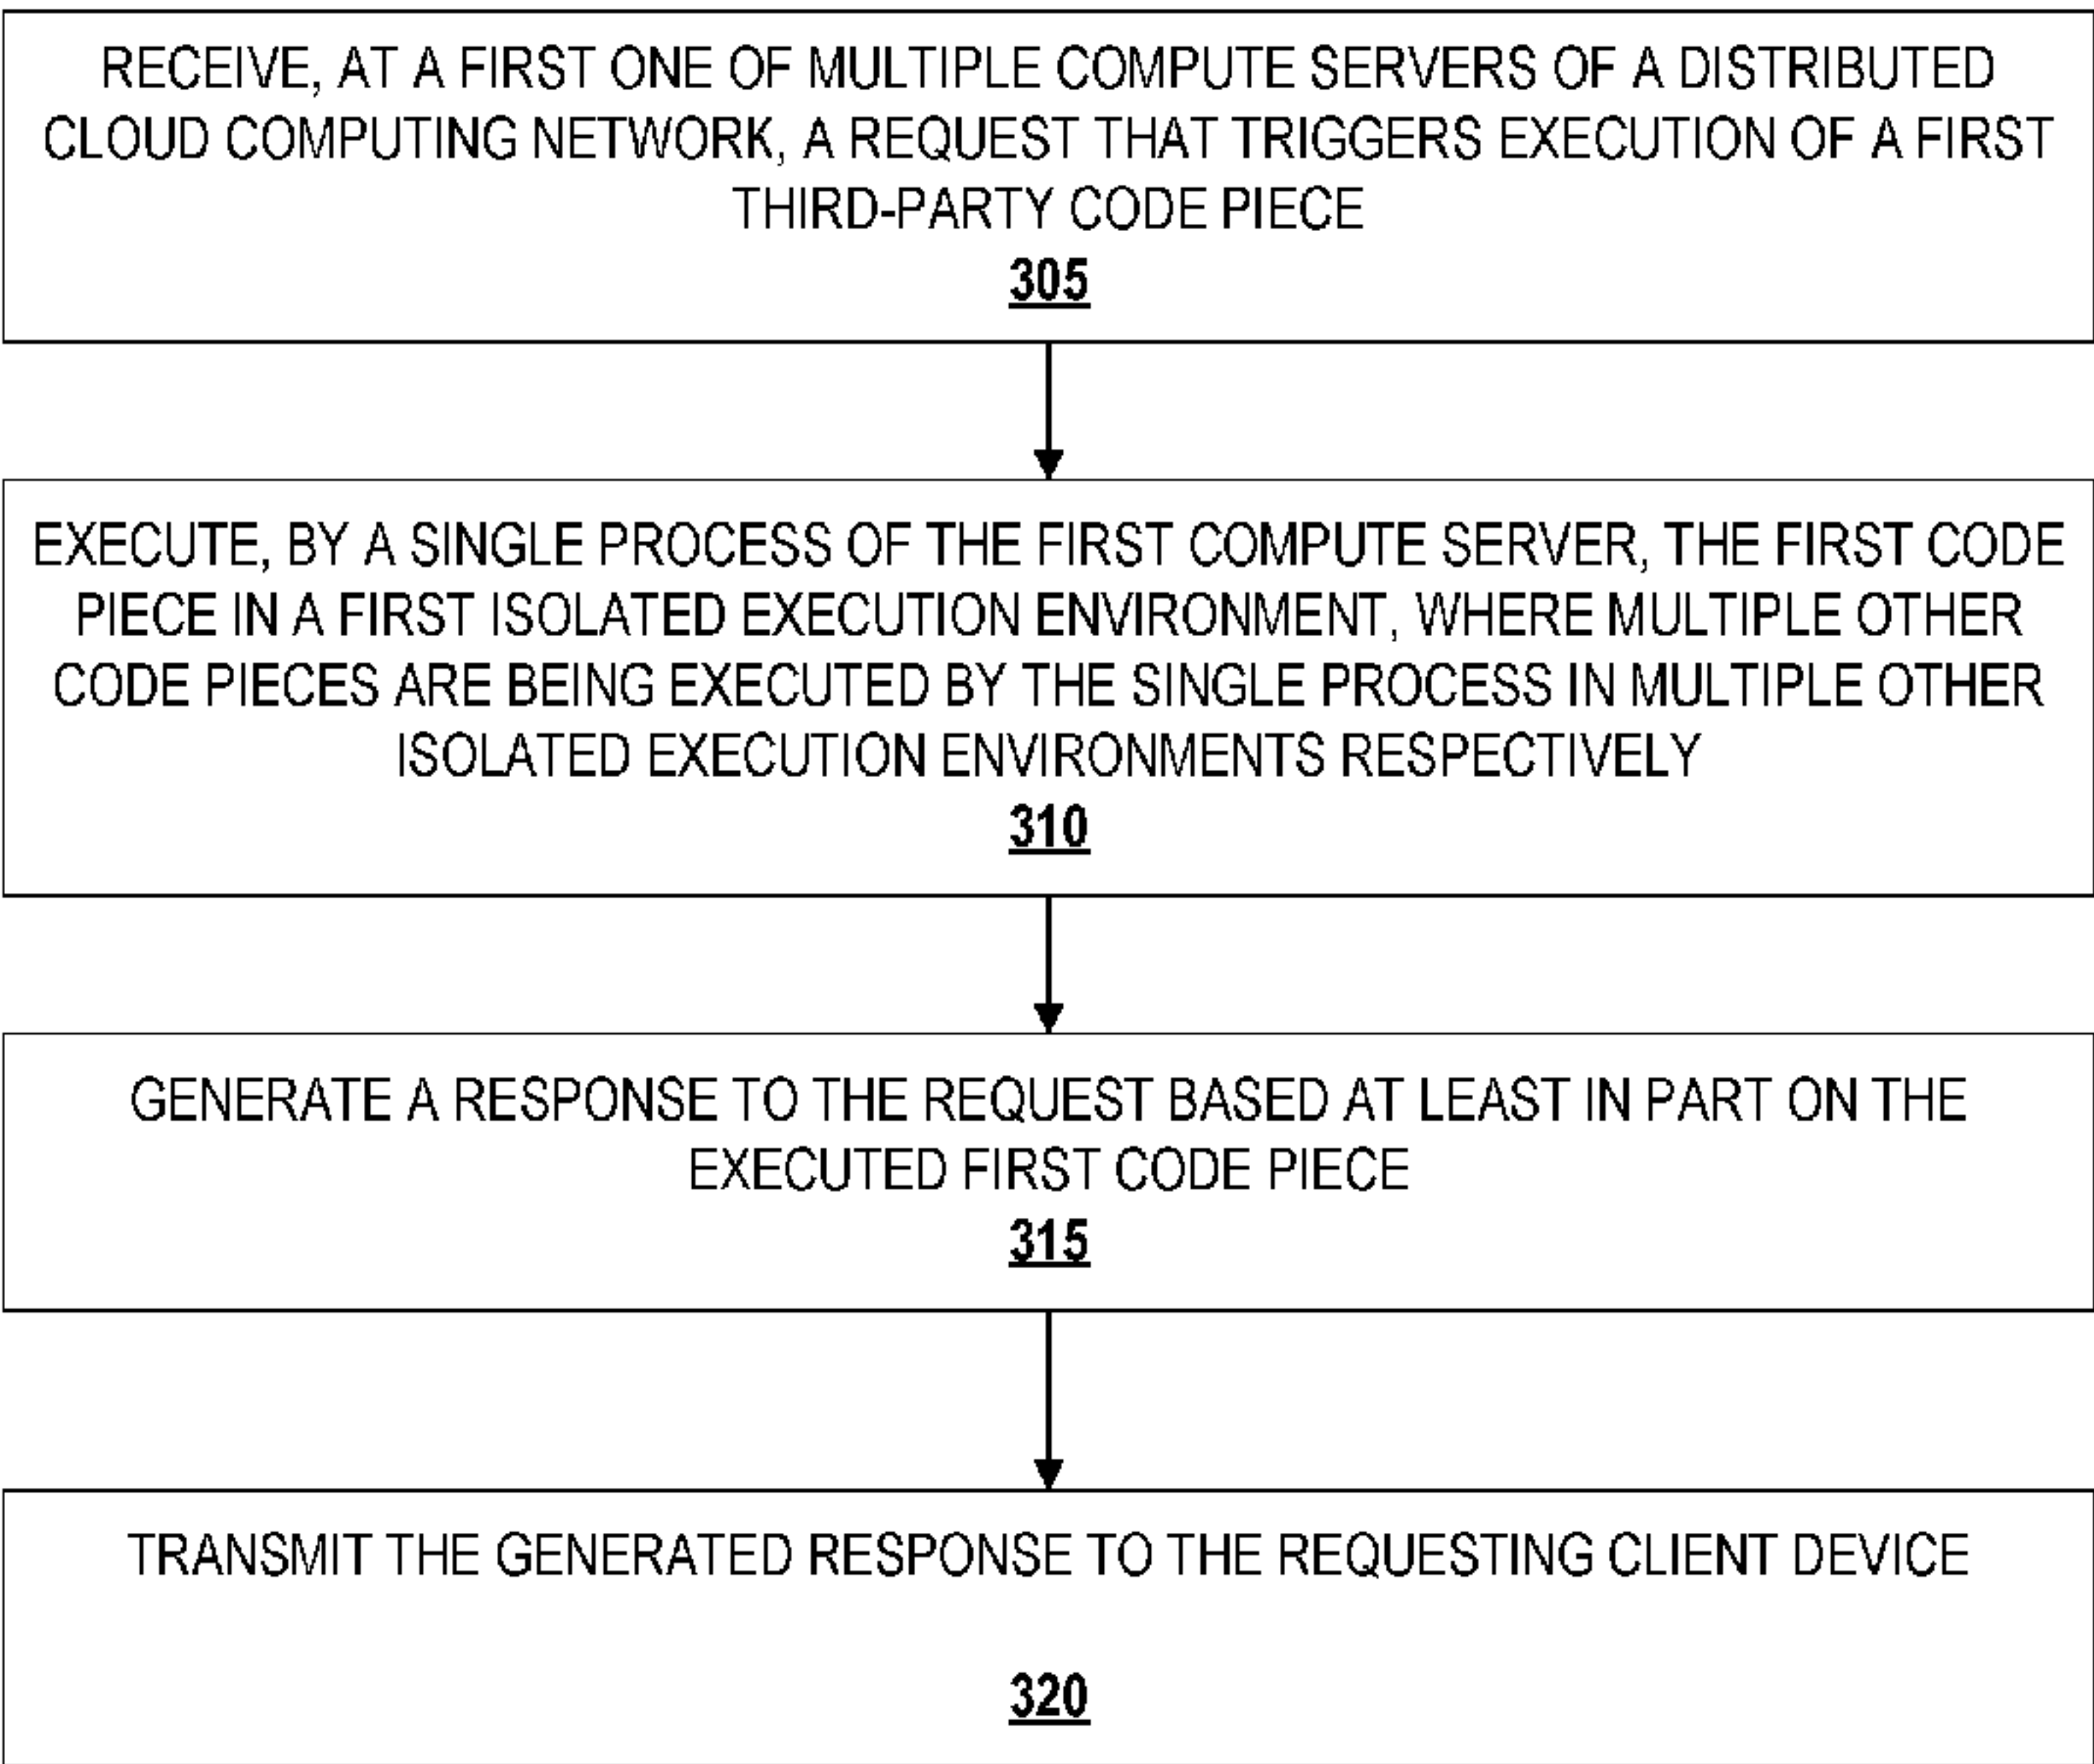 RECEIVE, AT A FIRST ONE OF MULTIPLE COMPUTE SERVERS OF A DISTRIBUTED
CLOUD COMPUTING NETWORK, A REQUEST THAT TRIGGERS EXECUTION OF A FIRST
THIRD-PARTY CODE PIECE
305
EXECUTE, BY A SINGLE PROCESS OF THE FIRST COMPUTE SERVER, THE FIRST CODE
PIECE IN A FIRST ISOLATED EXECUTION ENVIRONMENT, WHERE MULTIPLE OTHER
CODE PIECES ARE BEING EXECUTED BY THE SINGLE PROCESS IN MULTIPLE OTHER
ISOLATED EXECUTION ENVIRONMENTS RESPECTIVELY
310
GENERATE A RESPONSE TO THE REQUEST BASED AT LEAST IN PART ON THE
EXECUTED FIRST CODE PIECE
315
TRANSMIT THE GENERATED RESPONSE TO THE REQUESTING CLIENT DEVICE
320